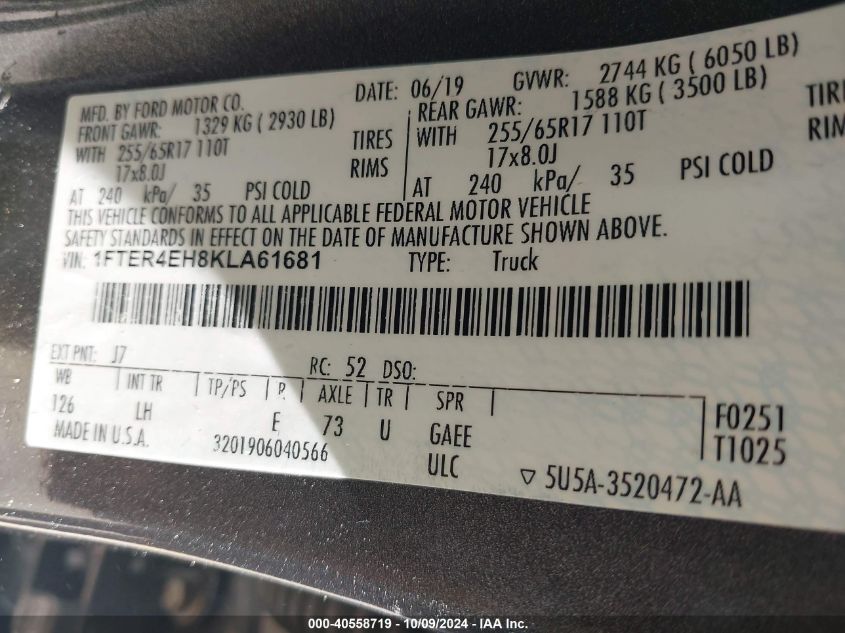 MFD. BY FORD MOTOR CO.
DATE: 06/19 GVWR: 2744 KG ( 6050 LB)
FRONT GAWR: 1329 KG ( 2930 LB)
REAR GAWR: 1588 KG ( 3500 LB)
WITH 255/65R17 110T TIRES
WITH 255/65R17 110T TIR
17x8.0J RIMS
17x8.0J RIM
AT 240 kPa/ 35 PSI COLD
AT 240 kPa/ 35 PSI COLD
THIS VEHICLE CONFORMS TO ALL APPLICABLE FEDERAL MOTOR VEHICLE
SAFETY STANDARDS IN EFFECT ON THE DATE OF MANUFACTURE SHOWN ABOVE.
VIN: 1FTER4EH8KLA61681 TYPE: Truck
EXT PNT: J7 RC: 52 DSO:
WB INT TR TP/PS R AXLE TR SPR
126 LH E 73 U GAEE
F0251
MADE IN U.S.A. 3201906040566 ULC
T1025
▽ 5U5A-3520472-AA
000-40558719 - 10/09/2024 - IAA Inc.